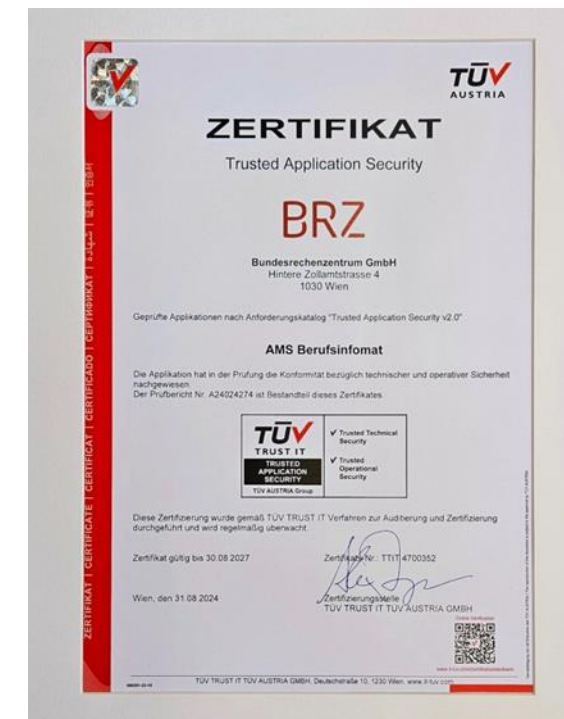 TÜV
AUSTRIA
ZERTIFIKAT
Trusted Application Security
BRZ
Bundesrechenzentrum GmbH
Hintere Zollamtstrasse 4
1030 Wien
Geprüfte Applikationen nach Anforderungskatalog "Trusted Application Security v2.0"
AMS Berufsinfomat
Die Applikation hat in der Prüfung die Konformität bezüglich technischer und operativer Sicherheit
nachgewiesen.
Der Prüfbericht Nr. A24024274 ist Bestandteil dieses Zertifikates.
TÜV
TRUST IT
TRUSTED
APPLICATION
SECURITY
TÜV AUSTRIA Group
Trusted Technical
Security
Trusted
Operational
Security
Diese Zertifizierung wurde gemäß TÜV TRUST IT Verfahren zur Auditierung und Zertifizierung
durchgeführt und wird regelmäßig überwacht.
Zertifikat gültig bis 30.08.2027
Zertifikats-Nr.: TTIT 4700352
Wien, den 31.08.2024
Zertifizierungsstelle
TÜV TRUST IT TÜV AUSTRIA GMBH
Online Verification
TÜV TRUST IT TÜV AUSTRIA GMBH, Deutschstraße 10, 1230 Wien, www.it-tuv.com
ZERTIFIKAT | CERTIFICATE | CERTIFICAT | CERTIFICADO | СЕРТИФИКАТ |